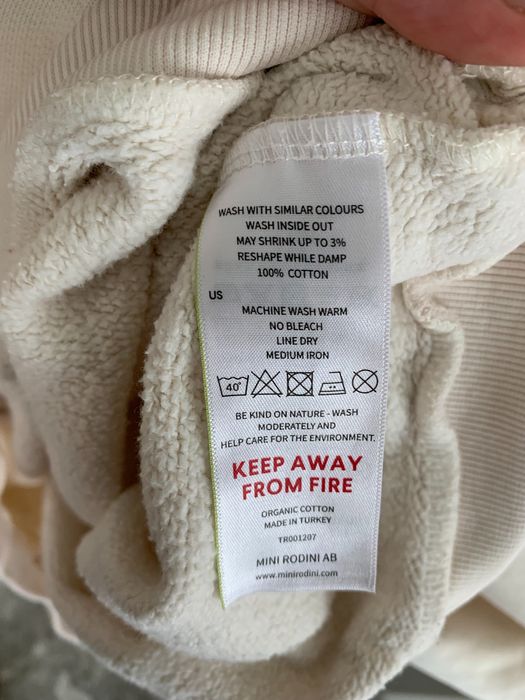 WASH WITH SIMILAR COLOURS
WASH INSIDE OUT
MAY SHRINK UP TO 3%
RESHAPE WHILE DAMP
100% COTTON
US
MACHINE WASH WARM
NO BLEACH
LINE DRY
MEDIUM IRON
40°
BE KIND ON NATURE - WASH
MODERATELY AND
HELP CARE FOR THE ENVIRONMENT.
KEEP AWAY
FROM FIRE
ORGANIC COTTON
MADE IN TURKEY
TR001207
MINI RODINI AB
www.minirodini.com